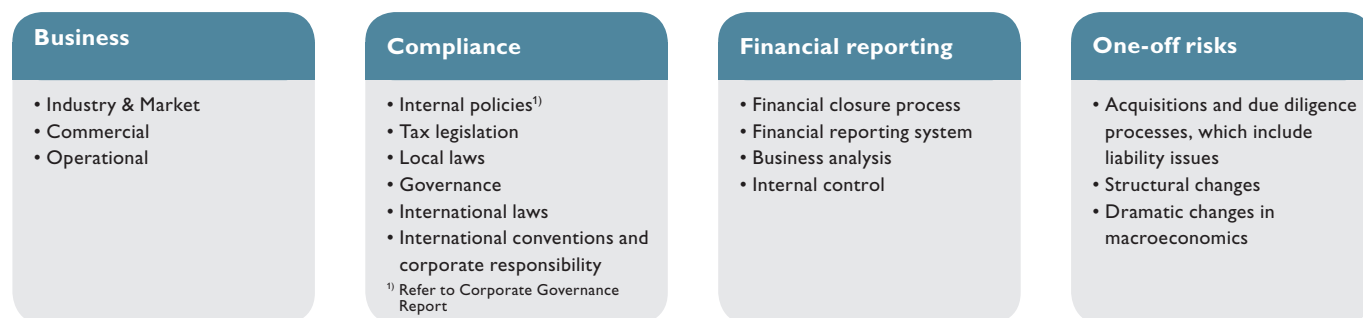 Business
• Industry & Market
• Commercial
• Operational
Compliance
• Internal policies1)
• Tax legislation
• Local laws
• Governance
• International laws
• International conventions and
corporate responsibility
1) Refer to Corporate Governance
Report
Financial reporting
• Financial closure process
• Financial reporting system
• Business analysis
• Internal control
One-off risks
• Acquisitions and due diligence
processes, which include
liability issues
• Structural changes
• Dramatic changes in
macroeconomics